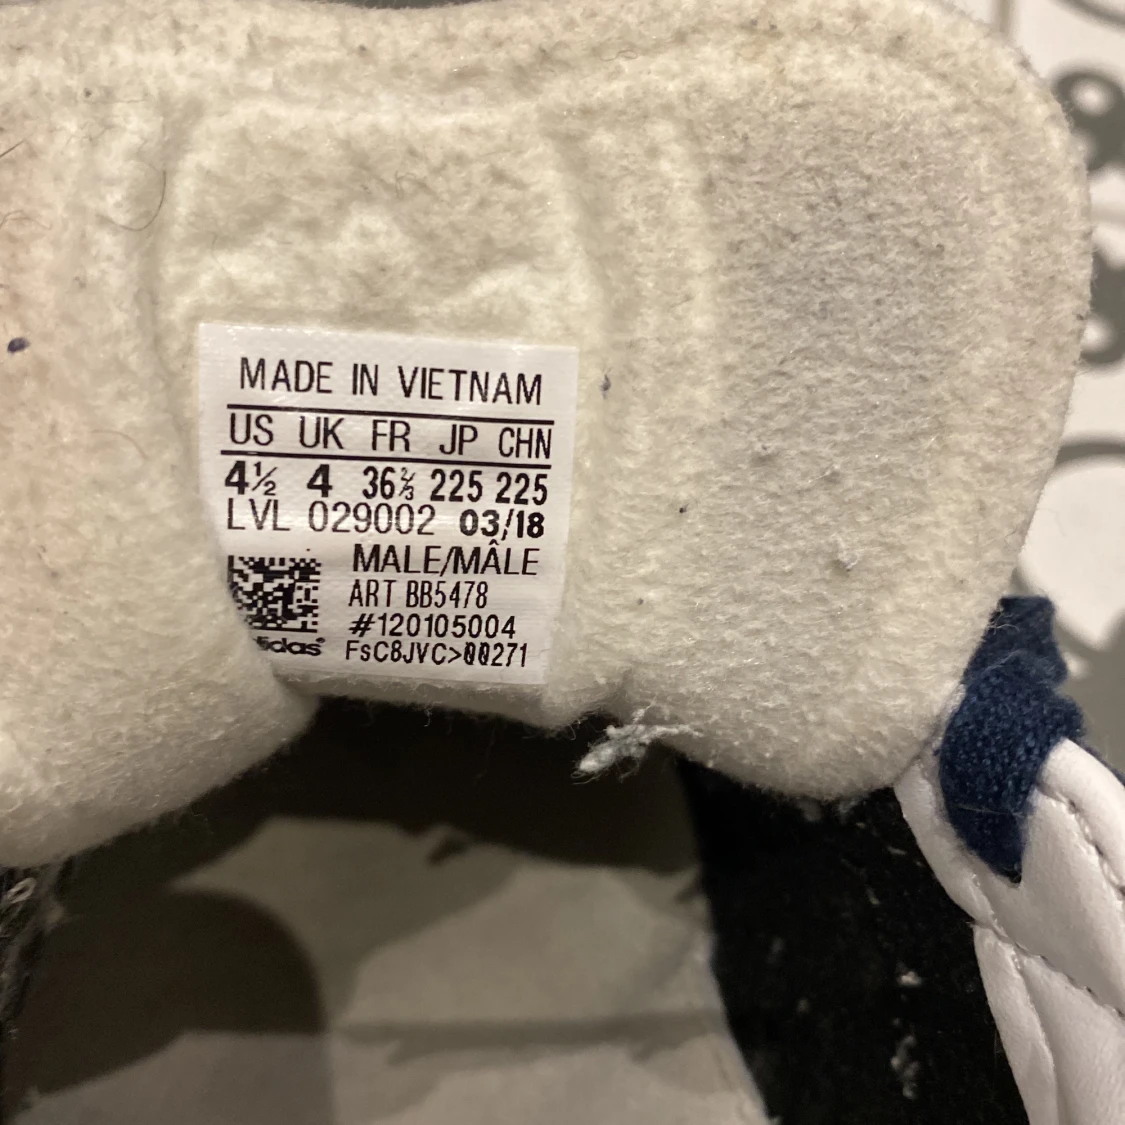 MADE IN VIETNAM
US UK FR JP CHN
4½ 4 36⅔ 225 225
LVL 029002 03/18
MALE/MÂLE
ART BB5478
#120105004
adidas®
FsC8JVC>00271